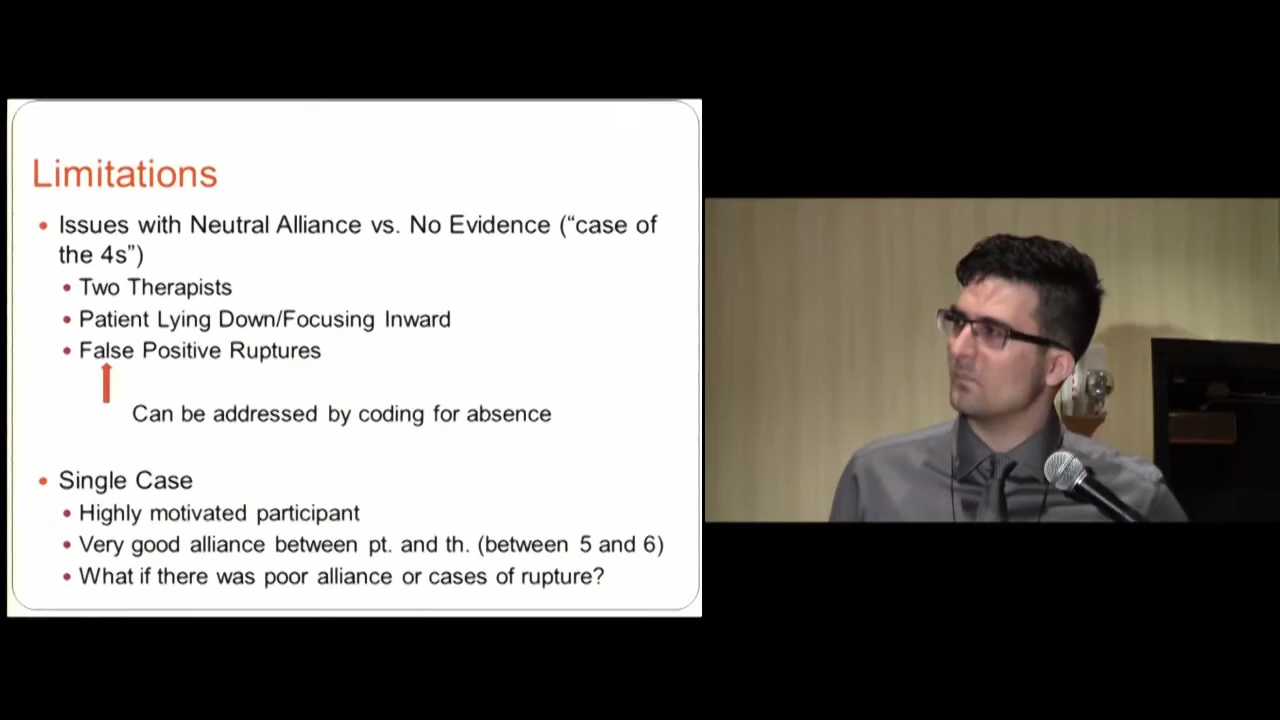 Limitations
• Issues with Neutral Alliance vs. No Evidence (“case of
the 4s”)
• Two Therapists
• Patient Lying Down/Focusing Inward
• False Positive Ruptures
Can be addressed by coding for absence
• Single Case
• Highly motivated participant
• Very good alliance between pt. and th. (between 5 and 6)
• What if there was poor alliance or cases of rupture?